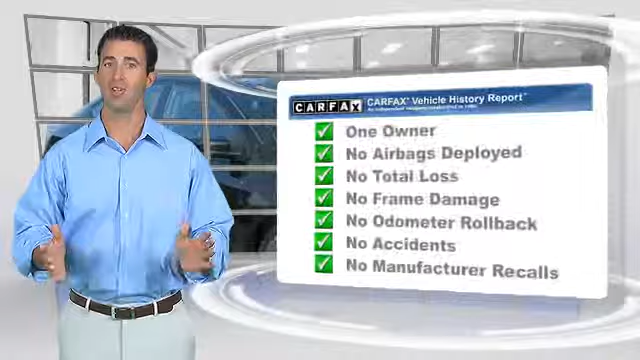 CARFAX CARFAX Vehicle History Report™
One Owner
No Airbags Deployed
No Total Loss
No Frame Damage
No Odometer Rollback
No Accidents
No Manufacturer Recalls